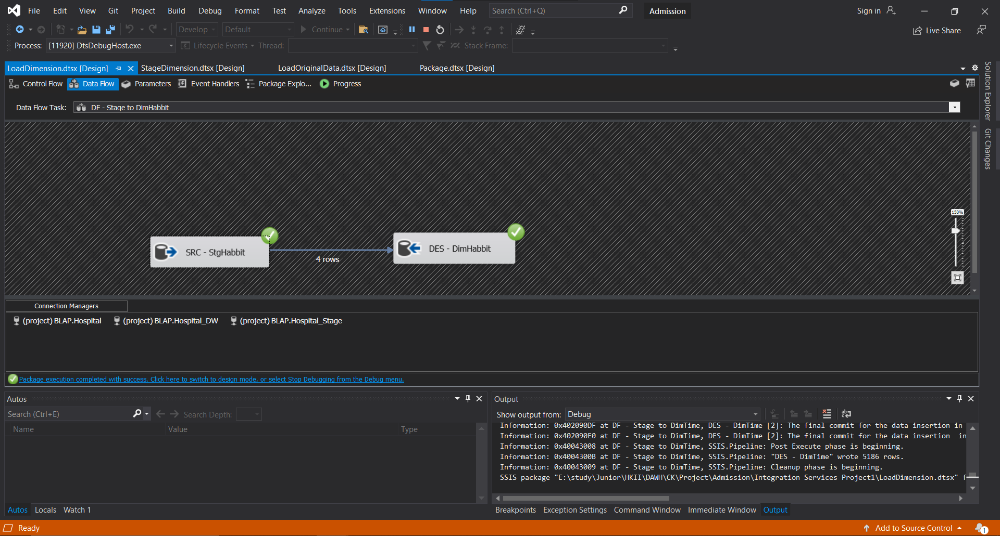 File Edit View Git Project Build Debug Format Test Analyze Tools Extensions Window Help Search (Ctrl+Q) Admission Sign in
Develop Default Continue Live Share
Process: [11920] DtsDebugHost.exe Lifecycle Events Thread: Stack Frame:
LoadDimension.dtsx [Design] StageDimension.dtsx [Design] LoadOriginalData.dtsx [Design] Package.dtsx [Design]
Control Flow Data Flow Parameters Event Handlers Package Explo... Progress
Solution Explorer
Git Changes
Data Flow Task: DF - Stage to DimHabbit
150%
SRC - StgHabbit
4 rows
DES - DimHabbit
Connection Managers
(project) BLAP.Hospital (project) BLAP.Hospital_DW (project) BLAP.Hospital_Stage
Package execution completed with success. Click here to switch to design mode, or select Stop Debugging from the Debug menu.
Autos
Search (Ctrl+E) Search Depth:
Name Value Type
Autos Locals Watch 1
Output
Show output from: Debug
Information: 0x402090DF at DF - Stage to DimTime, DES - DimTime [2]: The final commit for the data insertion in
Information: 0x402090E0 at DF - Stage to DimTime, DES - DimTime [2]: The final commit for the data insertion in
Information: 0x40043008 at DF - Stage to DimTime, SSIS.Pipeline: Post Execute phase is beginning.
Information: 0x4004300B at DF - Stage to DimTime, SSIS.Pipeline: "DES - DimTime" wrote 5186 rows.
Information: 0x40043009 at DF - Stage to DimTime, SSIS.Pipeline: Cleanup phase is beginning.
SSIS package "E:\study\Junior\HKII\DAWH\CK\Project\Admission\Integration Services Project1\LoadDimension.dtsx" f
Breakpoints Exception Settings Command Window Immediate Window Output
Ready Add to Source Control 1